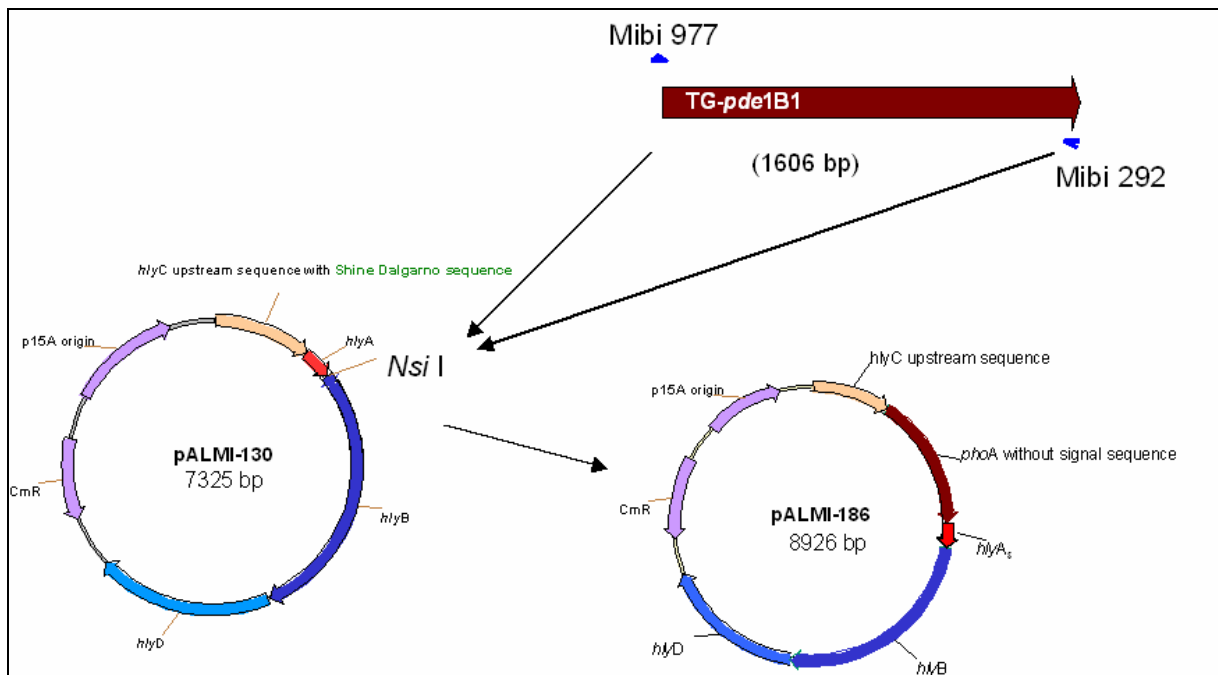 Mibi 977
TG-pde1B1
(1606 bp)
Mibi 292
hlyC upstream sequence with Shine Dalgarno sequence
p15A origin
hlyA
Nsi I
pALMI-130
7325 bp
CmR
hlyB
hlyD
hlyC upstream sequence
p15A origin
phoA without signal sequence
CmR
pALMI-186
8926 bp
hlyAs
hlyD
hlyB